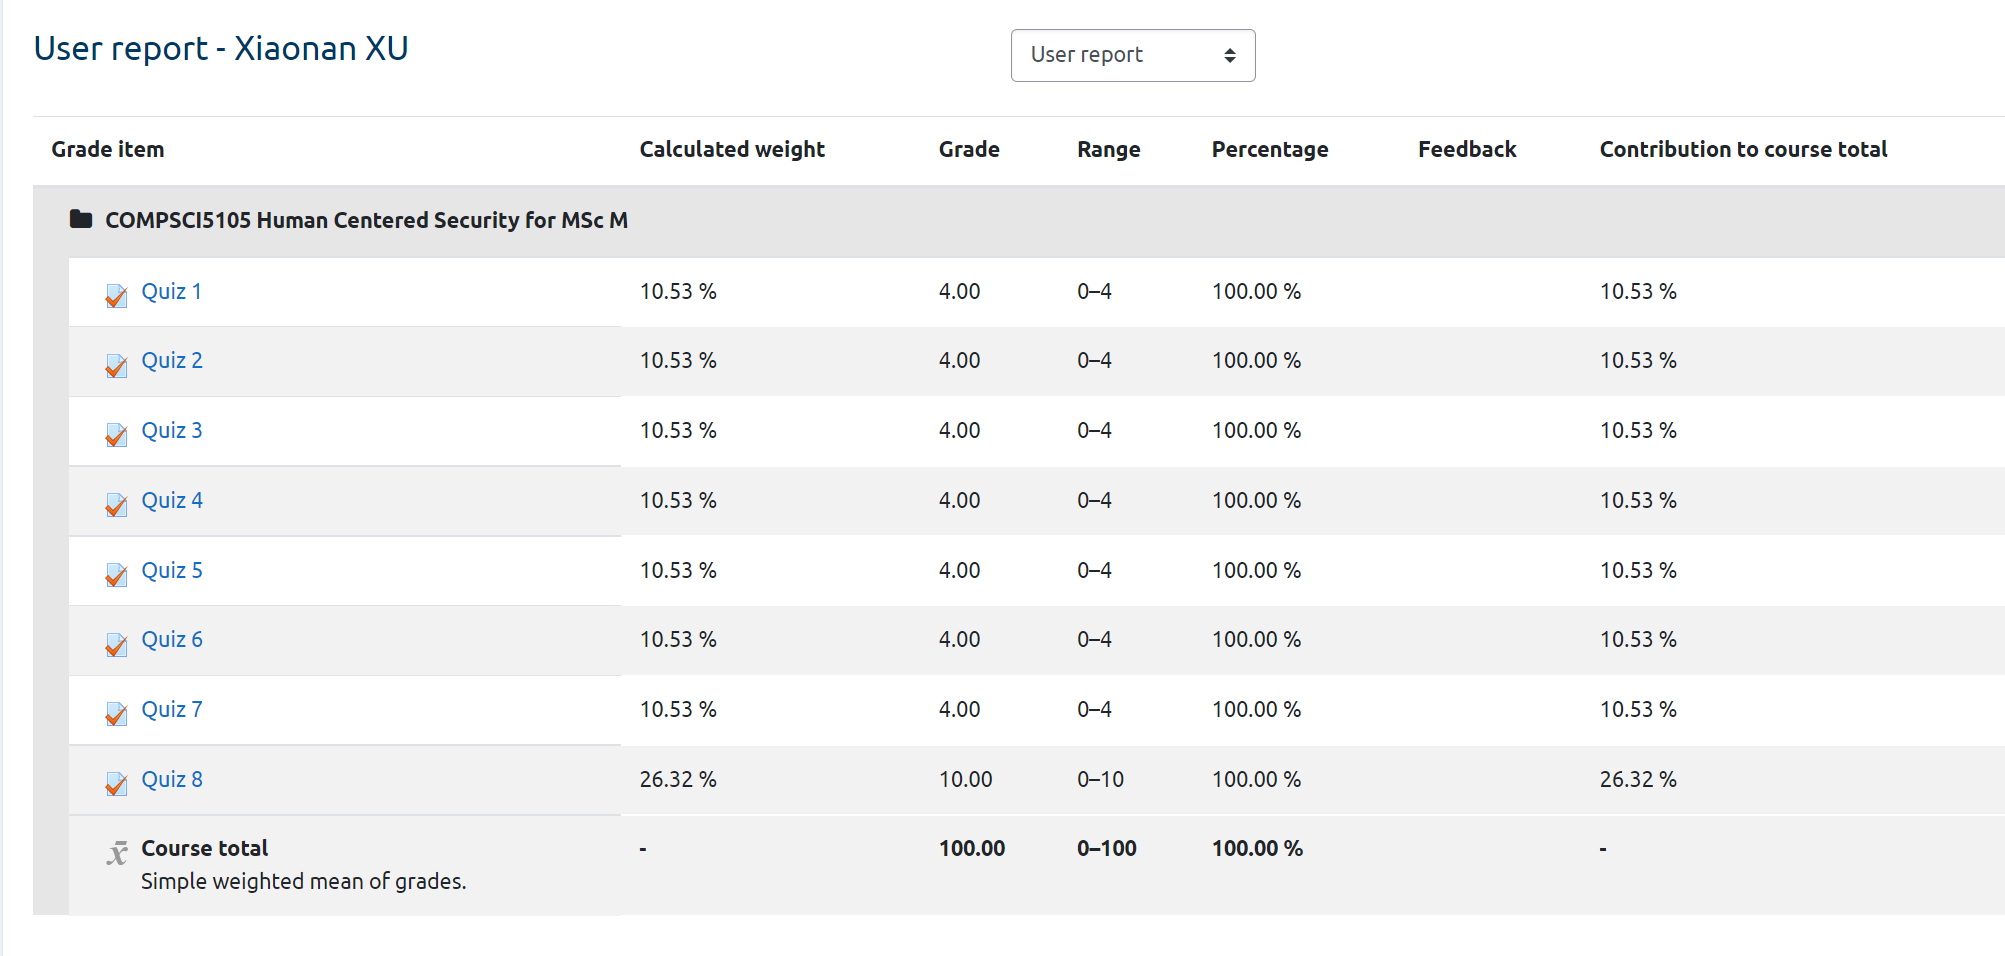 User report - Xiaonan XU
User report
Grade item Calculated weight Grade Range Percentage Feedback Contribution to course total
COMPSCI5105 Human Centered Security for MSc M
Quiz 1 10.53 % 4.00 0–4 100.00 % 10.53 %
Quiz 2 10.53 % 4.00 0–4 100.00 % 10.53 %
Quiz 3 10.53 % 4.00 0–4 100.00 % 10.53 %
Quiz 4 10.53 % 4.00 0–4 100.00 % 10.53 %
Quiz 5 10.53 % 4.00 0–4 100.00 % 10.53 %
Quiz 6 10.53 % 4.00 0–4 100.00 % 10.53 %
Quiz 7 10.53 % 4.00 0–4 100.00 % 10.53 %
Quiz 8 26.32 % 10.00 0–10 100.00 % 26.32 %
Course total - 100.00 0–100 100.00 % -
Simple weighted mean of grades.